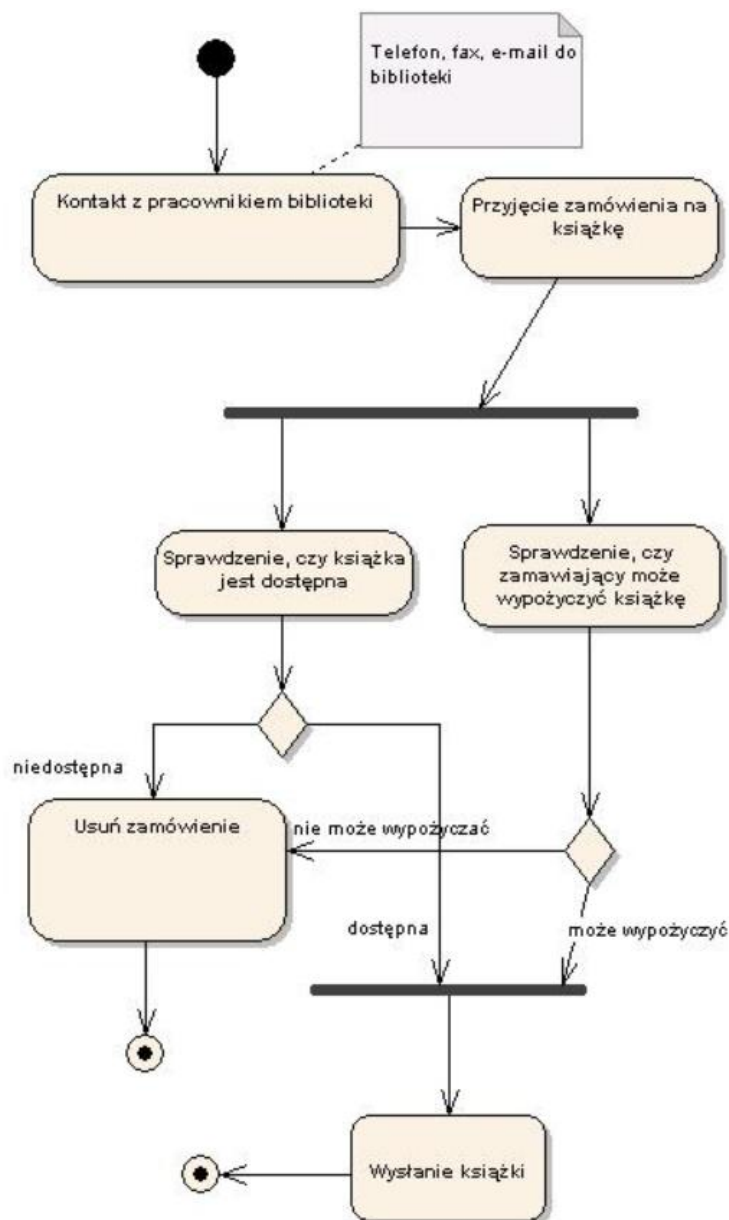 Telefon, fax, e-mail do
biblioteki
Kontakt z pracownikiem biblioteki
Przyjęcie zamówienia na
książkę
Sprawdzenie, czy książka
jest dostępna
Sprawdzenie, czy
zamawiający może
wypożyczyć książkę
niedostępna
Usuń zamówienie
nie może wypożyczać
dostępna
może wypożyczyć
Wysłanie książki